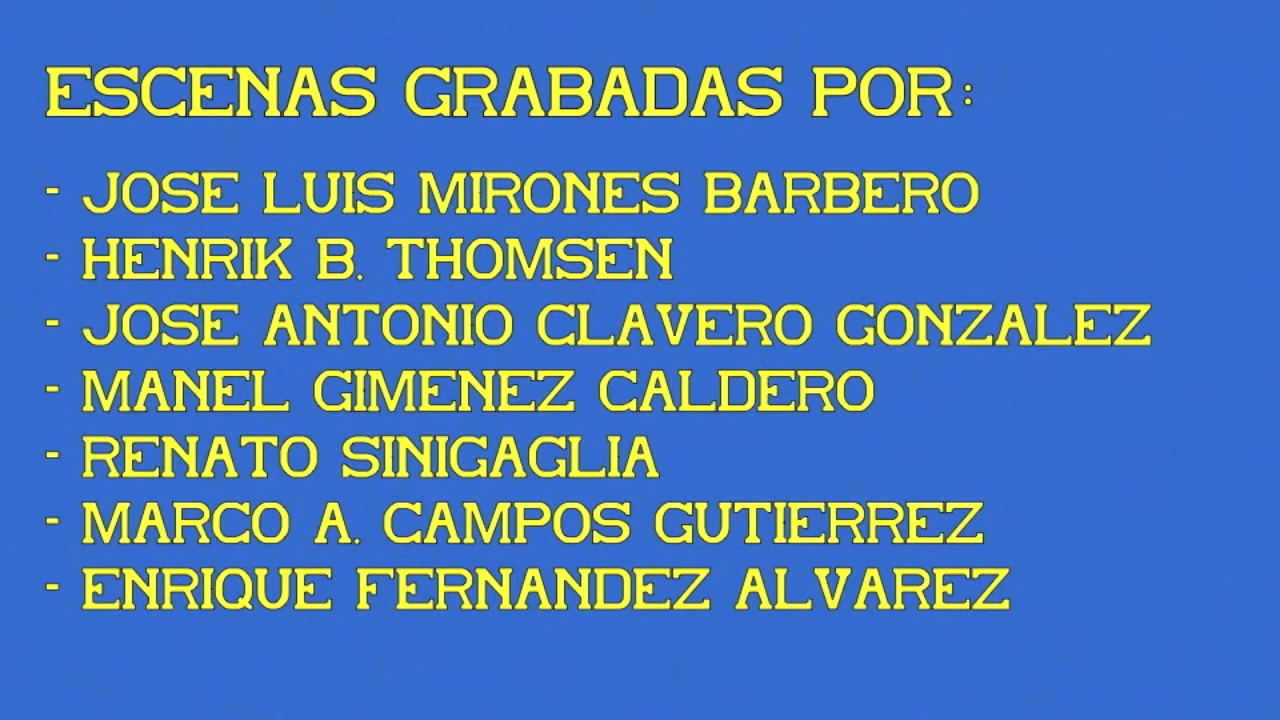 ESCENAS GRABADAS POR:
- JOSE LUIS MIRONES BARBERO
- HENRIK B. THOMSEN
- JOSE ANTONIO CLAVERO GONZALEZ
- MANEL GIMENEZ CALDERO
- RENATO SINIGAGLIA
- MARCO A. CAMPOS GUTIERREZ
- ENRIQUE FERNANDEZ ALVAREZ